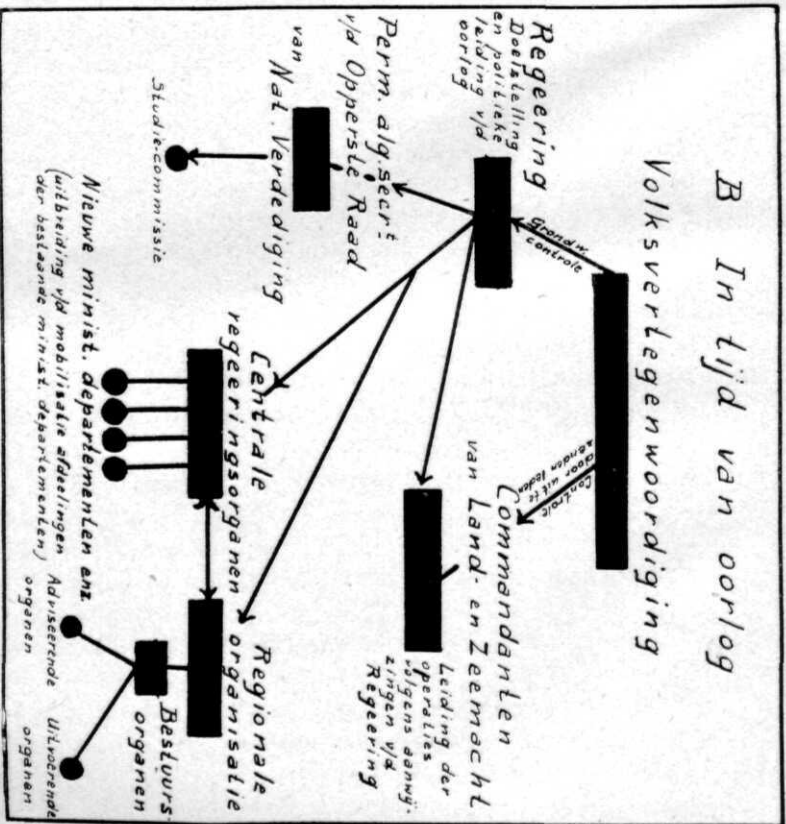 B In tijd van oorlog
Volksvertegenwoordiging
grondw.
controle
Controle
door uit te
zenden leden
Regeering
Doelstelling
en politieke
leiding v/d
oorlog
Commandanten
van Land en Zeemacht
Leiding der
operaties
volgens aanwij-
zingen v/d
Regeering
Perm. alg. secrt
v/d Opperste Raad
van Nat. Verdediging
Studie-commissie
Centrale
regeeringsorganen
Regionale
organisatie
Nieuwe minist. departementen enz.
(uitbreiding v/d mobilisatie afdeelingen
der bestaande minist. departementen)
Bestuurs-
organen
Adviseerende
organen
Uitvoerende
organen